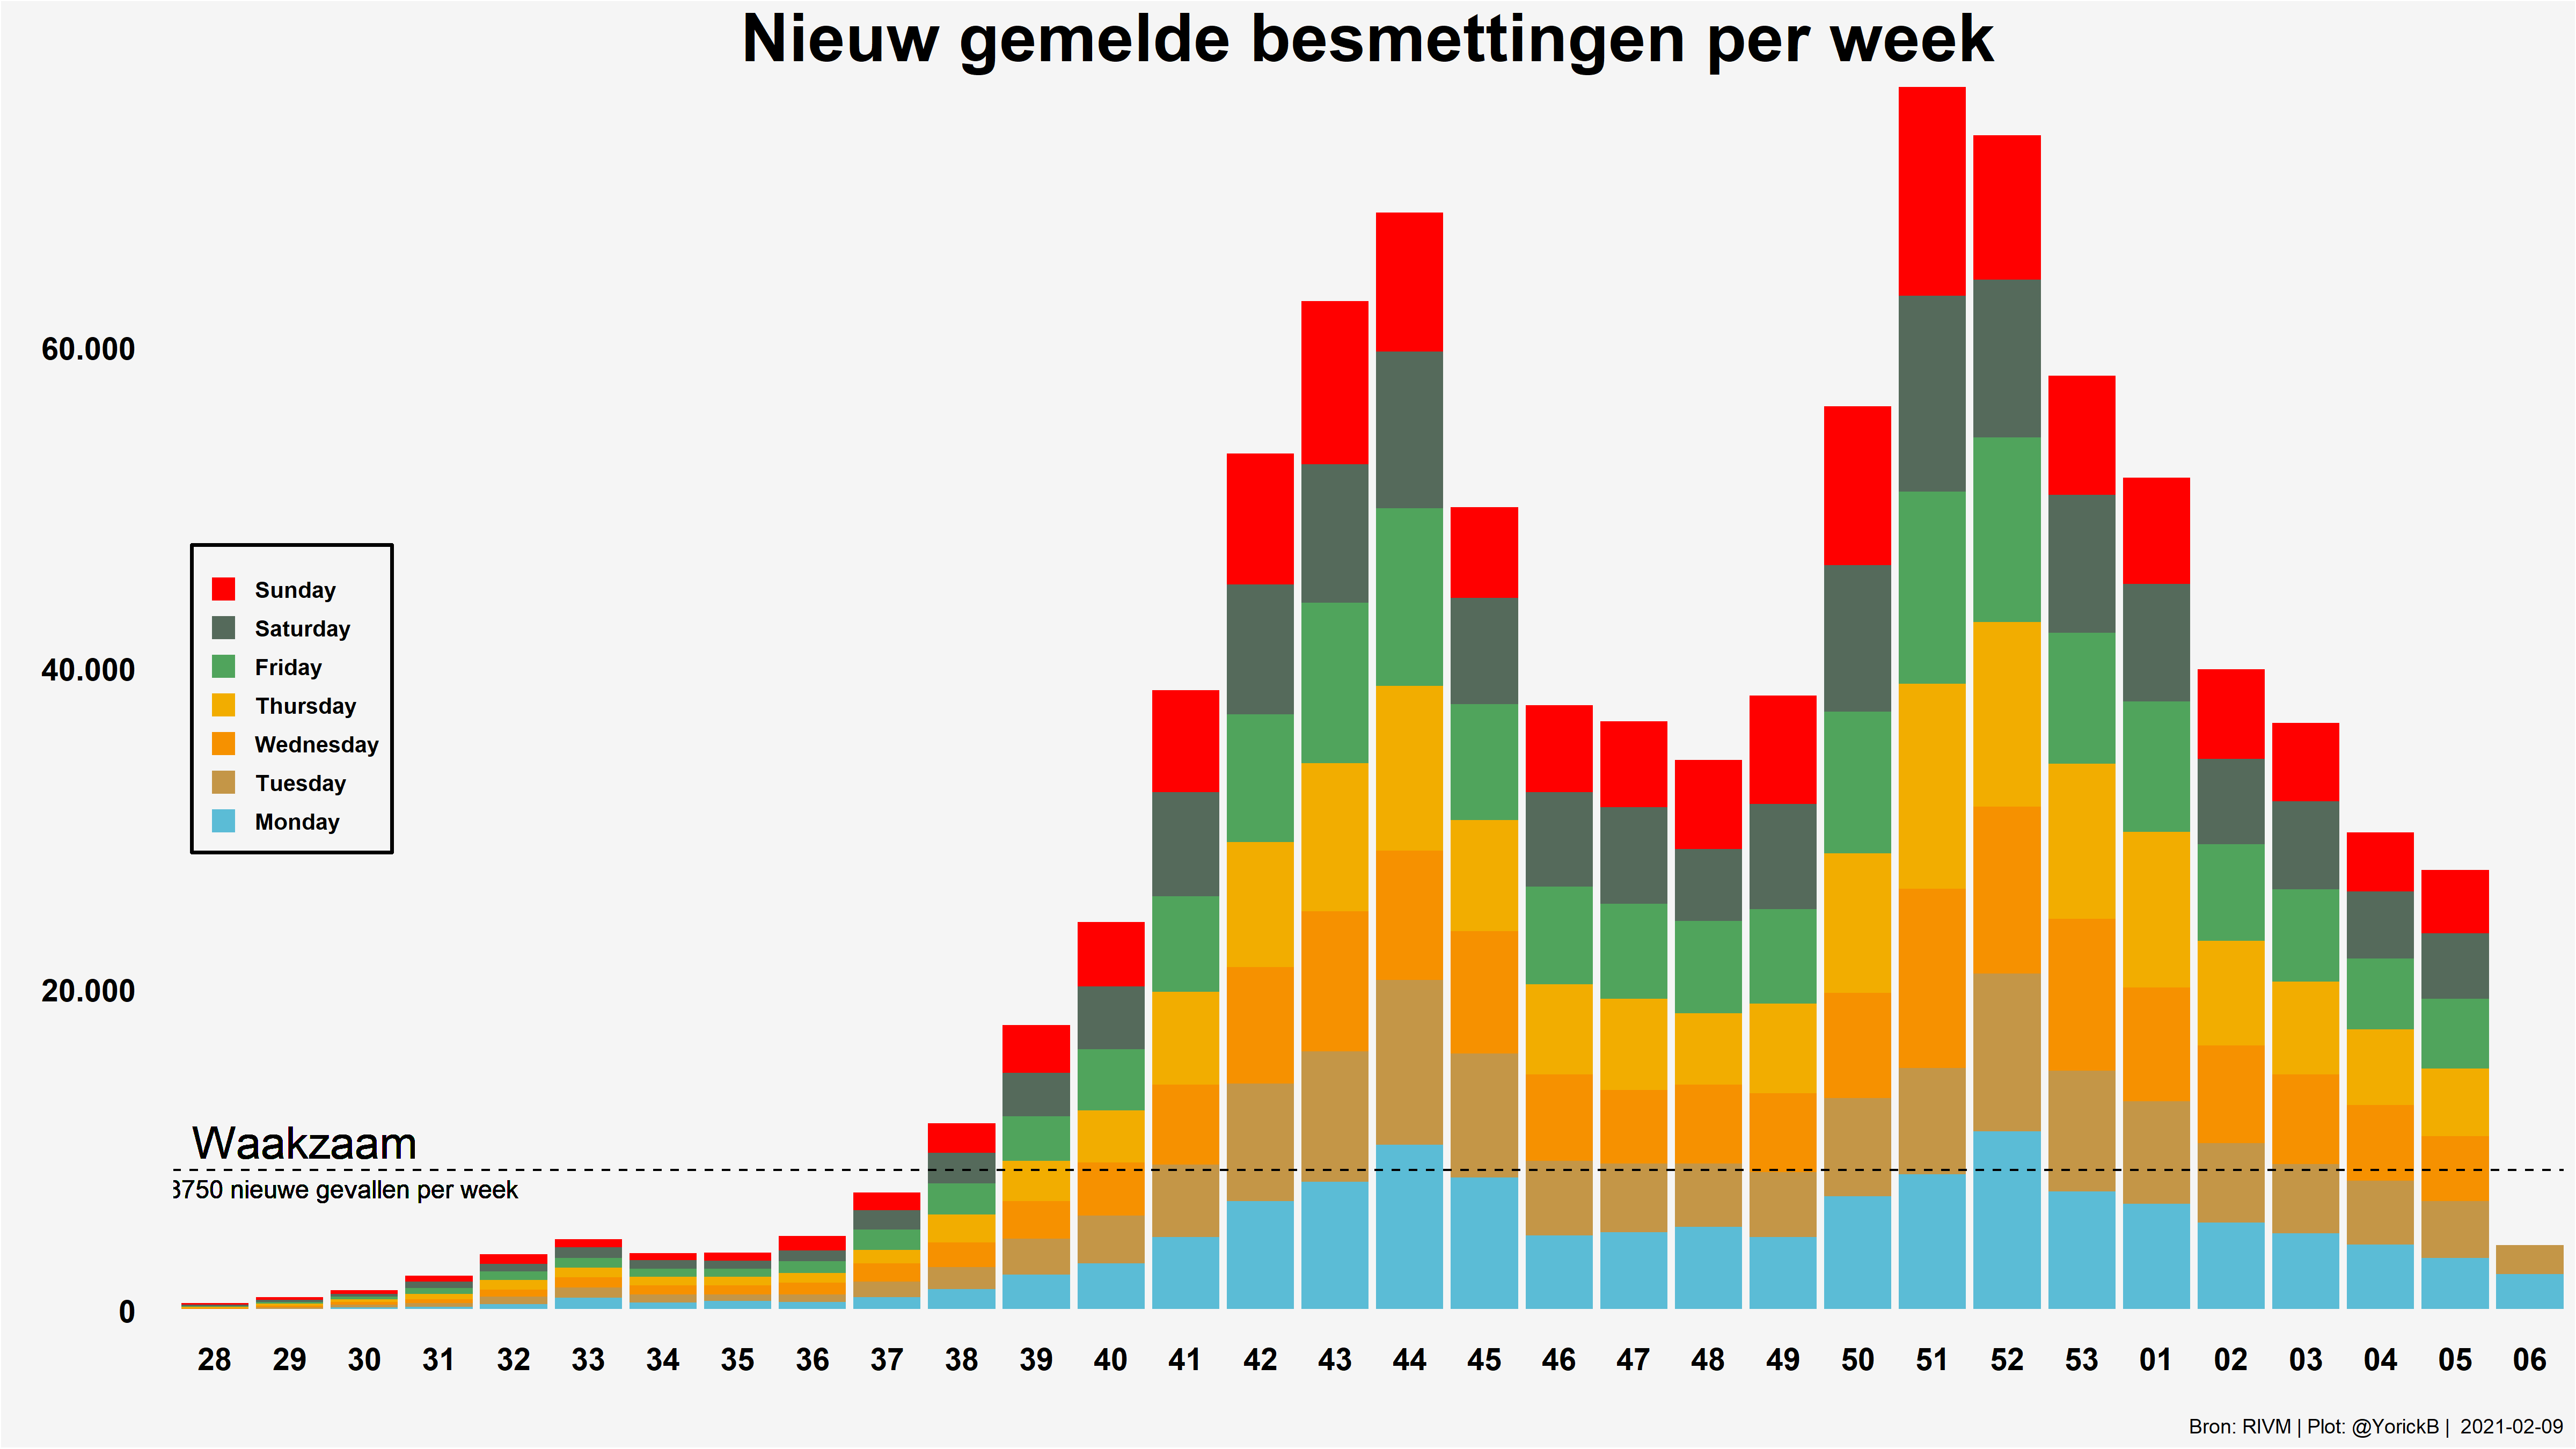 Nieuw gemelde besmettingen per week
60.000
40.000
20.000
0
Sunday
Saturday
Friday
Thursday
Wednesday
Tuesday
Monday
Waakzaam
8750 nieuwe gevallen per week
28 29 30 31 32 33 34 35 36 37 38 39 40 41 42 43 44 45 46 47 48 49 50 51 52 53 01 02 03 04 05 06
Bron: RIVM | Plot: @YorickB | 2021-02-09